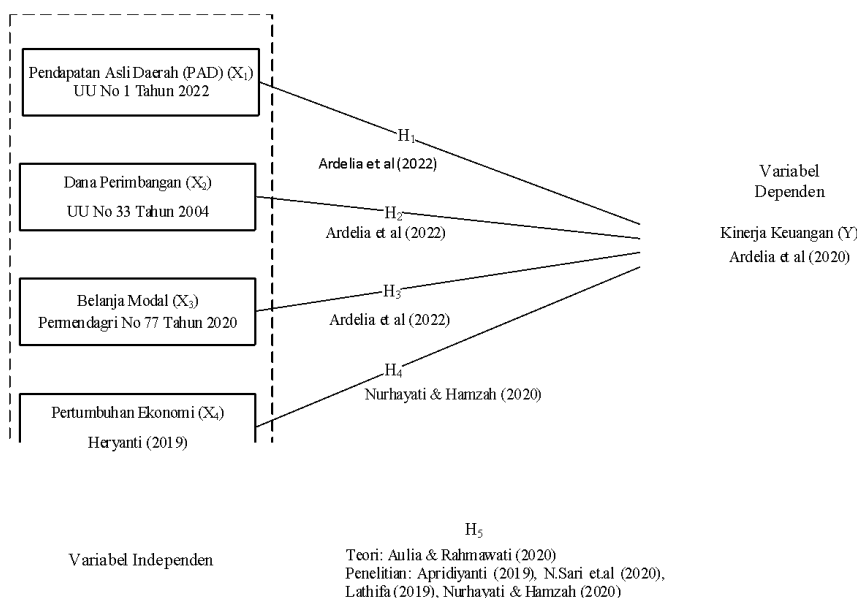 Pendapatan Asli Daerah (PAD) (X₁)
UU No 1 Tahun 2022
H₁
Ardelia et al (2022)
Dana Perimbangan (X₂)
UU No 33 Tahun 2004
H₂
Ardelia et al (2022)
Variabel
Dependen
Kinerja Keuangan (Y)
Ardelia et al (2020)
Belanja Modal (X₃)
Permendagri No 77 Tahun 2020
H₃
Ardelia et al (2022)
H₄
Nurhayati & Hamzah (2020)
Pertumbuhan Ekonomi (X₄)
Heryanti (2019)
Variabel Independen
H₅
Teori: Aulia & Rahmawati (2020)
Penelitian: Apridiyanti (2019), N.Sari et.al (2020),
Lathifa (2019), Nurhayati & Hamzah (2020)